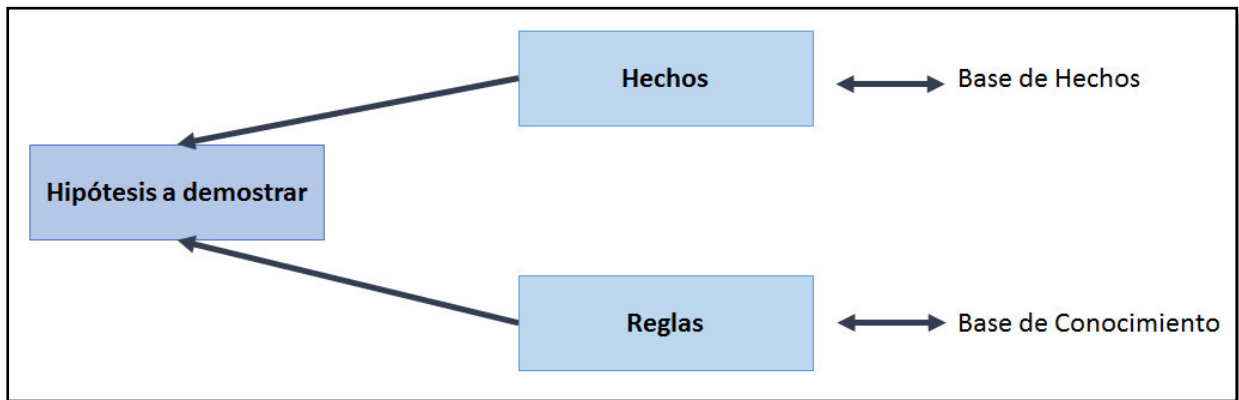 Hechos
Base de Hechos
Hipótesis a demostrar
Reglas
Base de Conocimiento